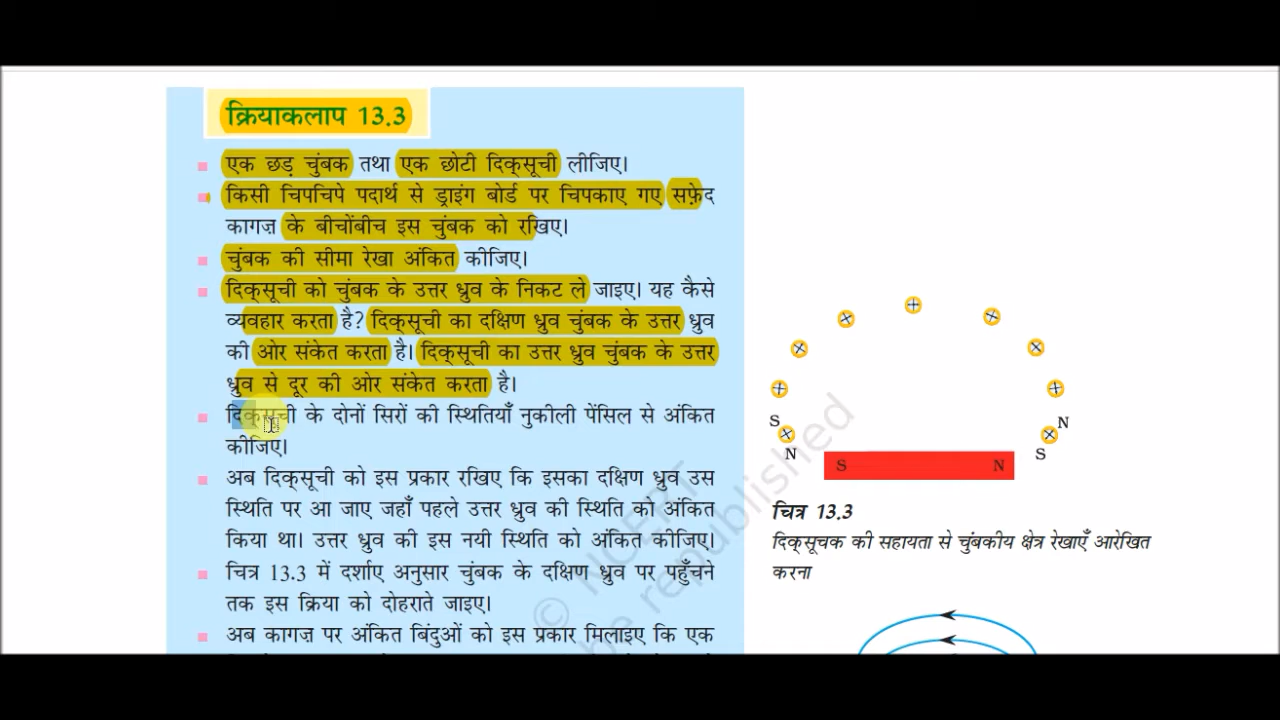 क्रियाकलाप 13.3
एक छड़ चुंबक तथा एक छोटी दिक्‌सूची लीजिए।
किसी चिपचिपे पदार्थ से ड्राइंग बोर्ड पर चिपकाए गए सफ़ेद
कागज़ के बीचोंबीच इस चुंबक को रखिए।
चुंबक की सीमा रेखा अंकित कीजिए।
दिक्‌सूची को चुंबक के उत्तर ध्रुव के निकट ले जाइए। यह कैसे
व्यवहार करता है? दिक्‌सूची का दक्षिण ध्रुव चुंबक के उत्तर ध्रुव
की ओर संकेत करता है। दिक्‌सूची का उत्तर ध्रुव चुंबक के उत्तर
ध्रुव से दूर की ओर संकेत करता है।
दिक्‌सूची के दोनों सिरों की स्थितियाँ नुकीली पेंसिल से अंकित
कीजिए।
अब दिक्‌सूची को इस प्रकार रखिए कि इसका दक्षिण ध्रुव उस
स्थिति पर आ जाए जहाँ पहले उत्तर ध्रुव की स्थिति को अंकित
किया था। उत्तर ध्रुव की इस नयी स्थिति को अंकित कीजिए।
चित्र 13.3 में दर्शाए अनुसार चुंबक के दक्षिण ध्रुव पर पहुँचने
तक इस क्रिया को दोहराते जाइए।
अब कागज़ पर अंकित बिंदुओं को इस प्रकार मिलाइए कि एक
S
N
N
S
S N
चित्र 13.3
दिक्‌सूचक की सहायता से चुंबकीय क्षेत्र रेखाएँ आरेखित
करना
© NCERT
be republished